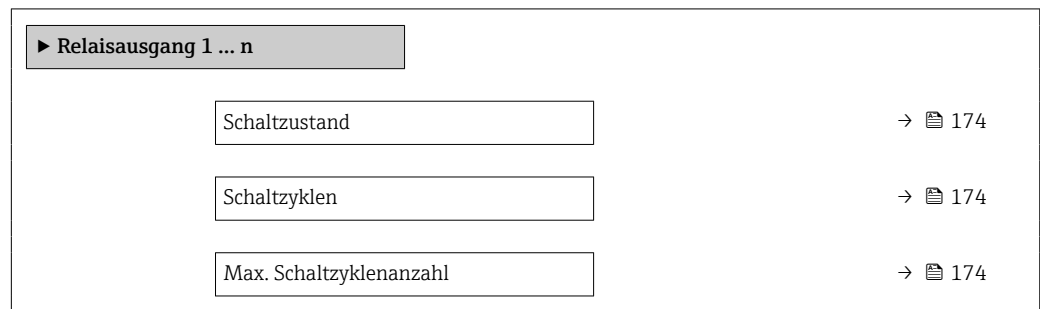 ▶ Relaisausgang 1 ... n
Schaltzustand → 174
Schaltzyklen → 174
Max. Schaltzyklenanzahl → 174